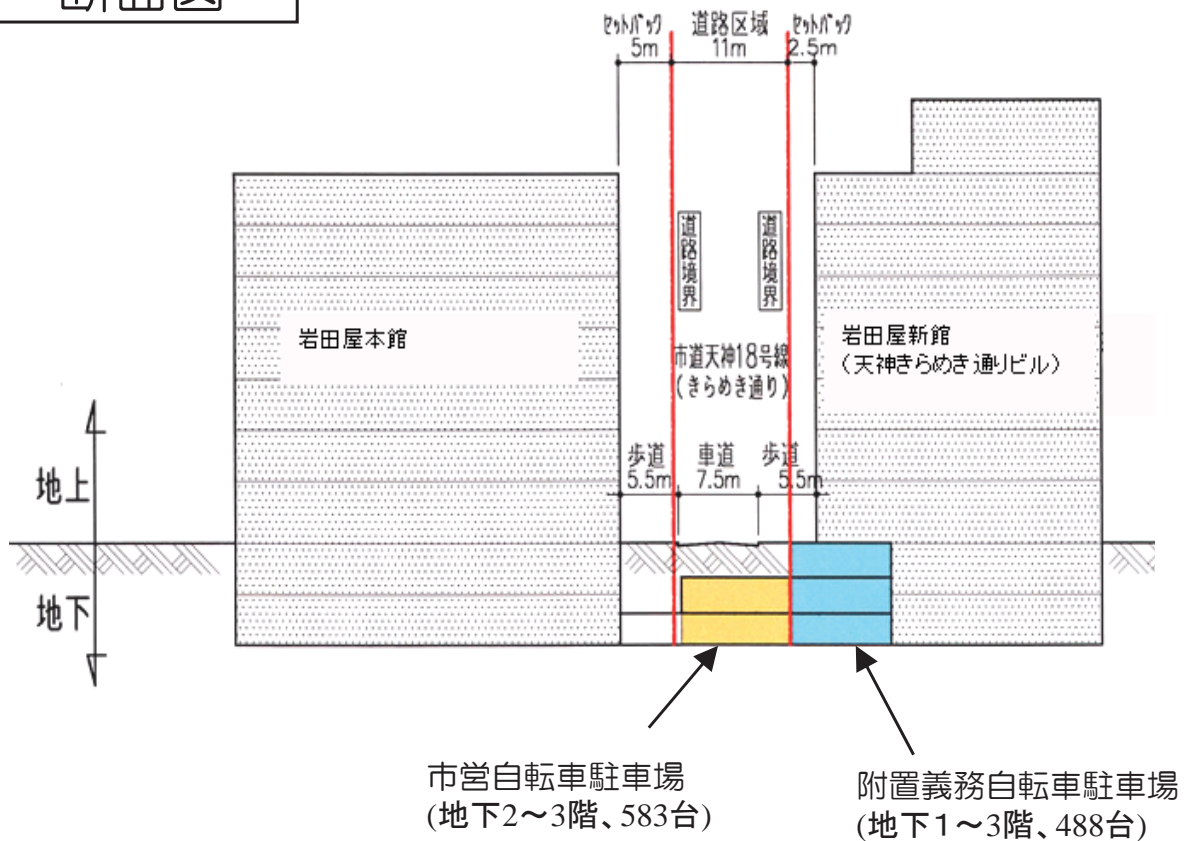 断面図
セットバック 道路区域 セットバック
5m 11m 2.5m
道路境界
道路境界
岩田屋本館
岩田屋新館
(天神きらめき通りビル)
市道天神18号線
(きらめき通り)
歩道 車道 歩道
5.5m 7.5m 5.5m
地上
地下
市営自転車駐車場
(地下2〜3階、583台)
附置義務自転車駐車場
(地下1〜3階、488台)